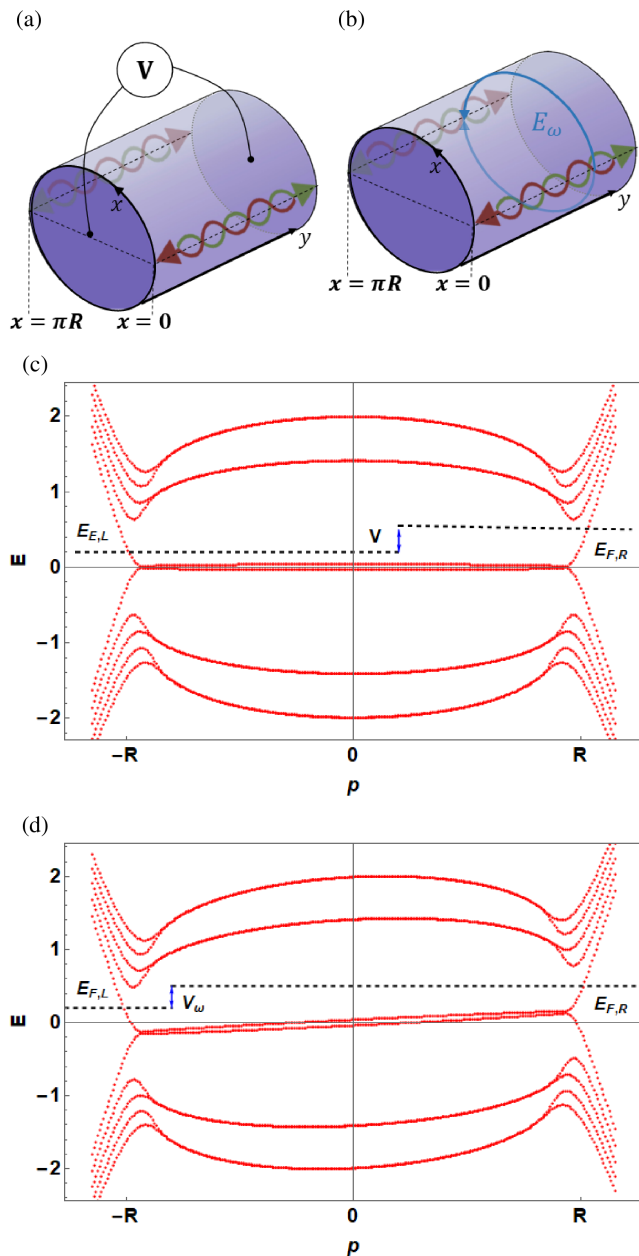 (a)
(b)
V
E_ω
x
x
y
y
x = πR
x = 0
x = πR
x = 0
(c)
2
1
0
−1
−2
E
E_{E,L}
V
E_{F,R}
−R
0
R
p
(d)
2
1
0
−1
−2
E
E_{F,L}
V_ω
E_{F,R}
−R
0
R
p